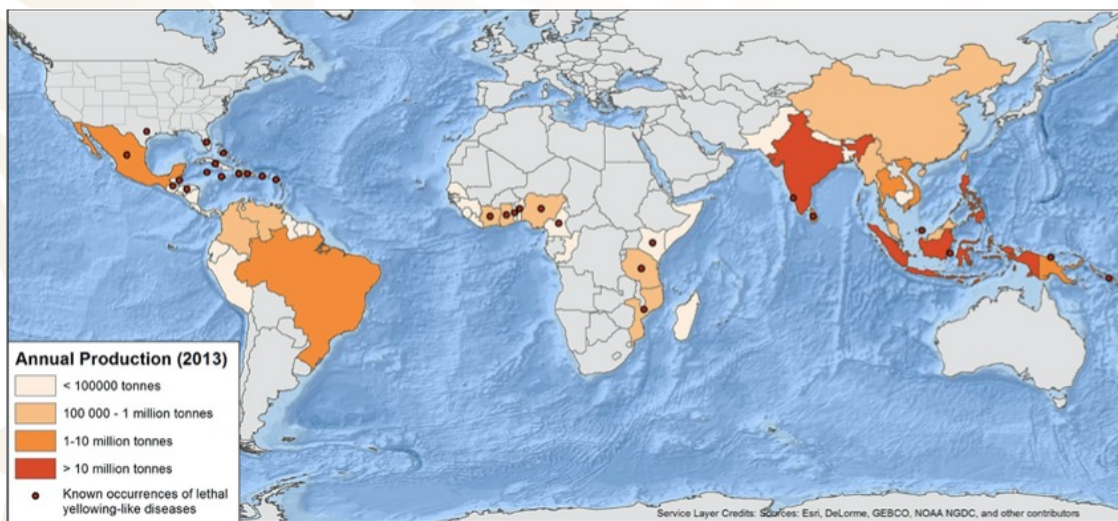 Annual Production (2013)
< 100000 tonnes
100 000 - 1 million tonnes
1-10 million tonnes
> 10 million tonnes
Known occurrences of lethal
yellowing-like diseases
Service Layer Credits: Sources: Esri, DeLorme, GEBCO, NOAA NGDC, and other contributors